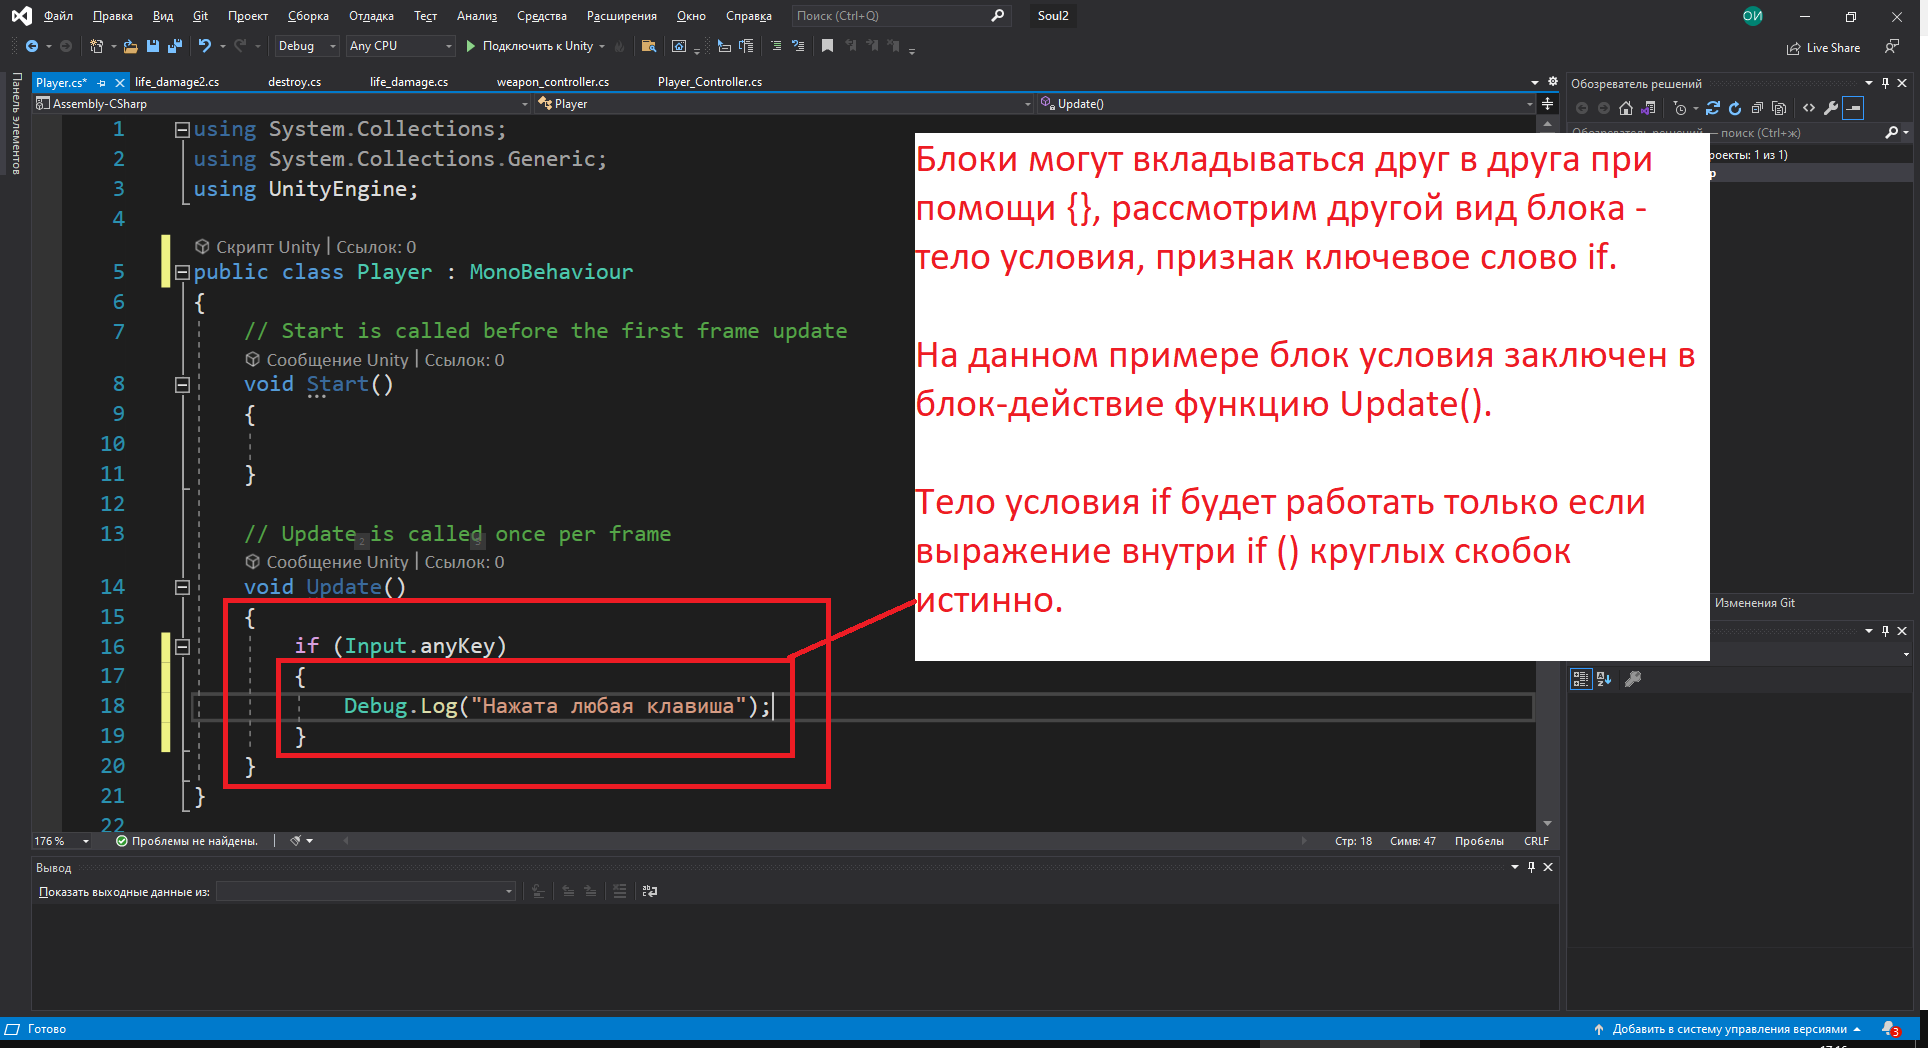 Файл Правка Вид Git Проект Сборка Отладка Тест Анализ Средства Расширения Окно Справка Поиск (Ctrl+Q) Soul2 ОИ
Debug Any CPU Подключить к Unity Live Share
Панель элементов
Player.cs* life_damage2.cs destroy.cs life_damage.cs weapon_controller.cs Player_Controller.cs
Assembly-CSharp Player Update()
1 using System.Collections;
2 using System.Collections.Generic;
3 using UnityEngine;
4
Скрипт Unity | Ссылок: 0
5 public class Player : MonoBehaviour
6 {
7 // Start is called before the first frame update
Сообщение Unity | Ссылок: 0
8 void Start()
9 {
10
11 }
12
13 // Update is called once per frame
Сообщение Unity | Ссылок: 0
14 void Update()
15 {
16 if (Input.anyKey)
17 {
18 Debug.Log("Нажата любая клавиша");
19 }
20 }
21 }
22
Блоки могут вкладываться друг в друга при
помощи {}, рассмотрим другой вид блока -
тело условия, признак ключевое слово if.
На данном примере блок условия заключен в
блок-действие функцию Update().
Тело условия if будет работать только если
выражение внутри if () круглых скобок
истинно.
Обозреватель решений
Обозреватель решений — поиск (Ctrl+ж)
роекты: 1 из 1)
р
Изменения Git
176 % Проблемы не найдены. Стр: 18 Симв: 47 Пробелы CRLF
Вывод
Показать выходные данные из:
Готово Добавить в систему управления версиями 3